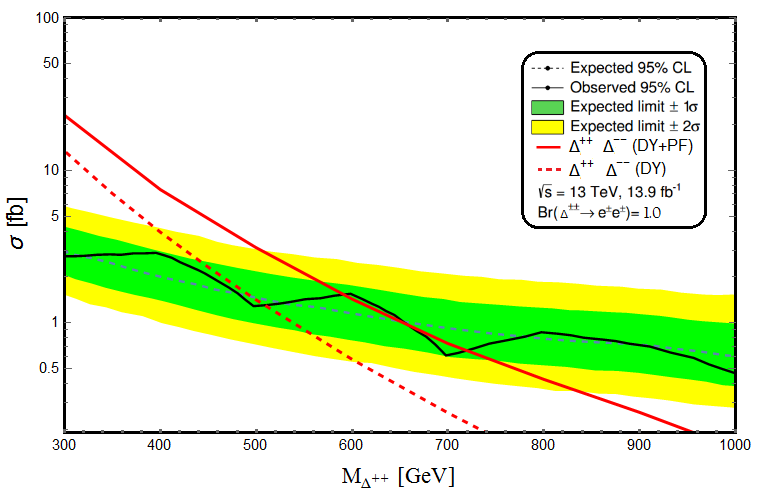 100
50
10
5
1
0.5
σ [fb]
300 400 500 600 700 800 900 1000
M_Δ⁺⁺ [GeV]
Expected 95% CL
Observed 95% CL
Expected limit ± 1σ
Expected limit ± 2σ
Δ⁺⁺ Δ⁻⁻ (DY+PF)
Δ⁺⁺ Δ⁻⁻ (DY)
√s = 13 TeV, 13.9 fb⁻¹
Br(Δ^±± → e^±e^±)= 1.0